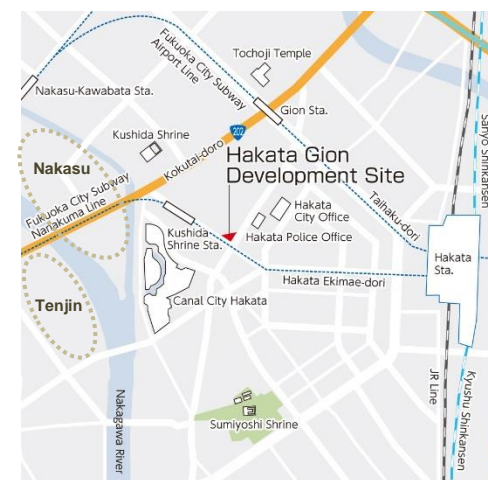 Fukuoka City Subway
Airport Line
Tochoji Temple
Nakasu-Kawabata Sta.
Gion Sta.
Sanyo Shinkansen
Kushida Shrine
202
Kokutai-doro
Hakata Gion
Development Site
Nakasu
Fukuoka City Subway
Nanakuma Line
Taihaku-dori
Hakata
City Office
Kushida
Shrine Sta.
Hakata Police Office
Hakata
Sta.
Hakata Ekimae-dori
Tenjin
Canal City Hakata
Nakagawa River
JR Line
Kyushu Shinkansen
Sumiyoshi Shrine